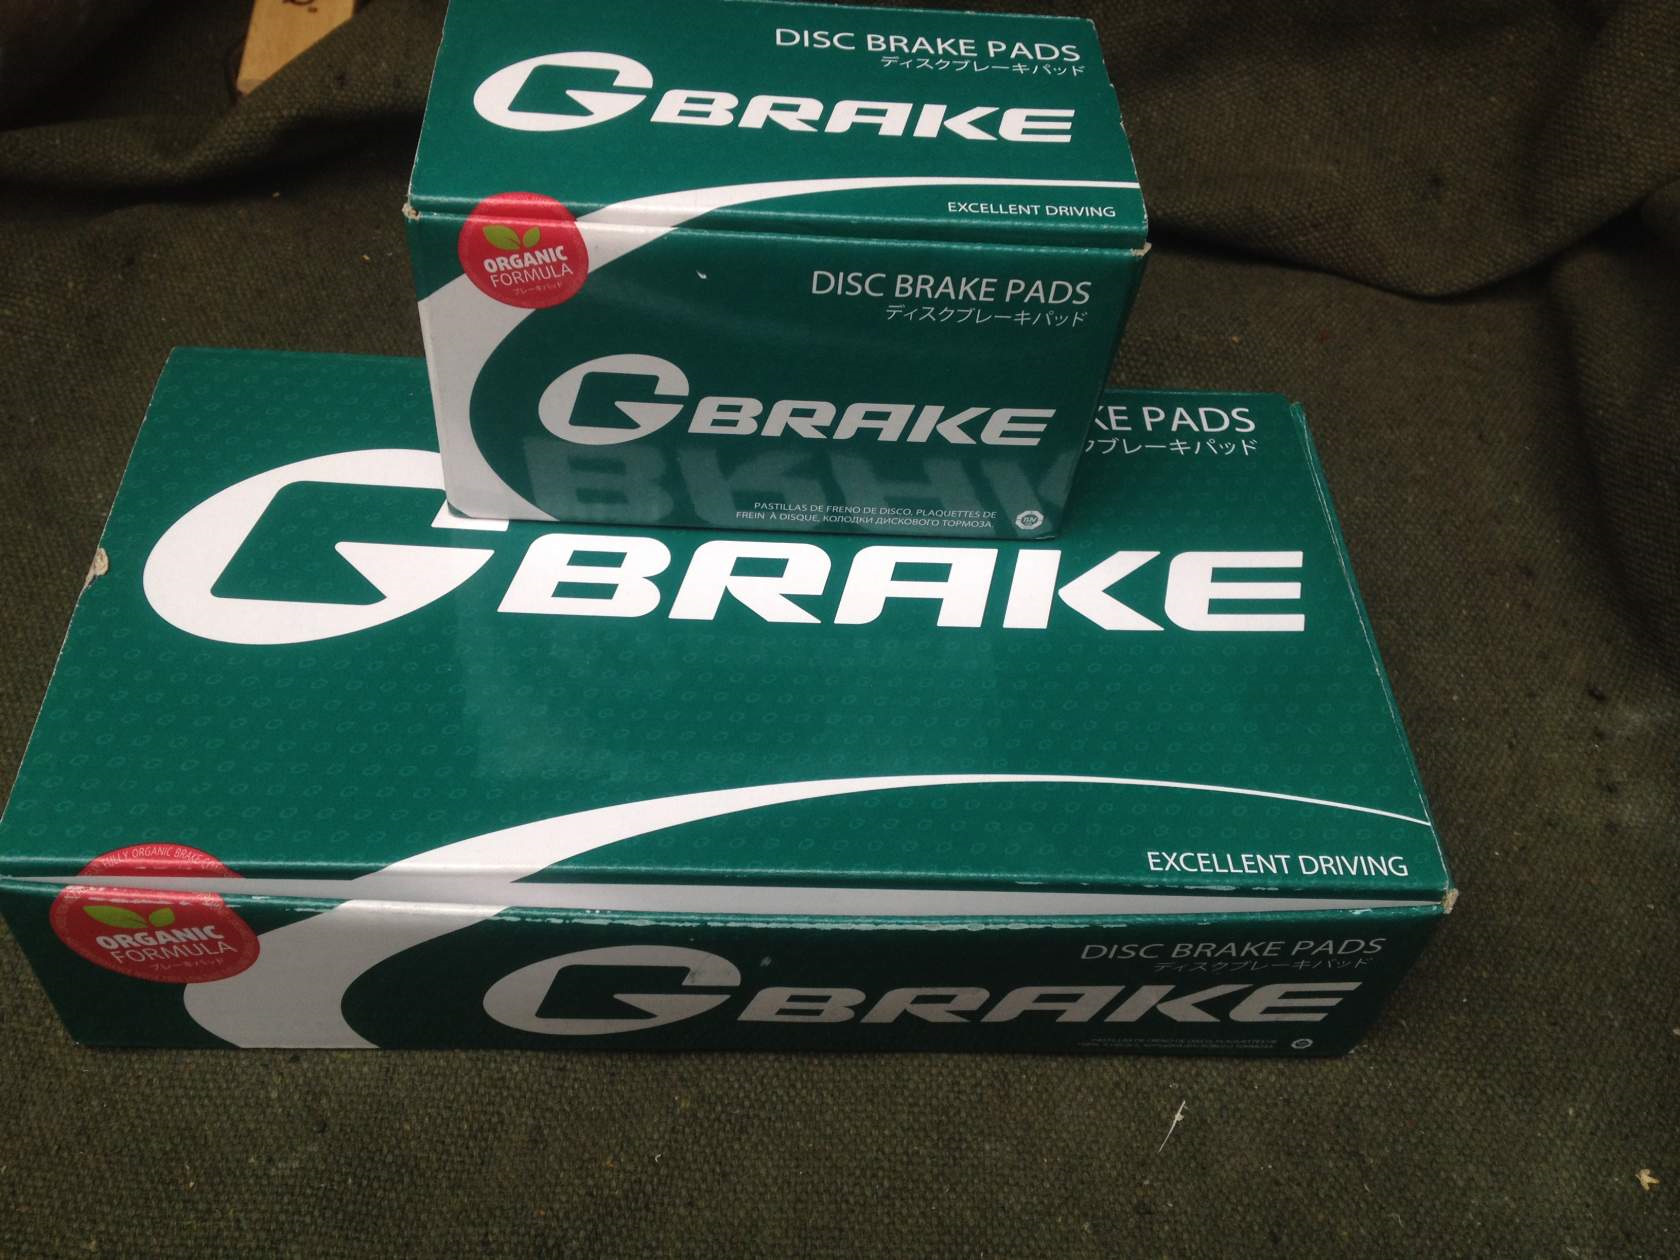 DISC BRAKE PADS
ディスクブレーキパッド
GBRAKE
EXCELLENT DRIVING
ORGANIC
FORMULA
ブレーキパッド
DISC BRAKE PADS
ディスクブレーキパッド
GBRAKE
PASTILLAS DE FRENO DE DISCO, PLAQUETTES DE
FREIN À DISQUE, КОЛОДКИ ДИСКОВОГО ТОРМОЗА
KE PADS
クブレーキパッド
GBRAKE
EXCELLENT DRIVING
FULLY ORGANIC BRAKE
ORGANIC
FORMULA
ブレーキパッド
DISC BRAKE PADS
ディスクブレーキパッド
GBRAKE